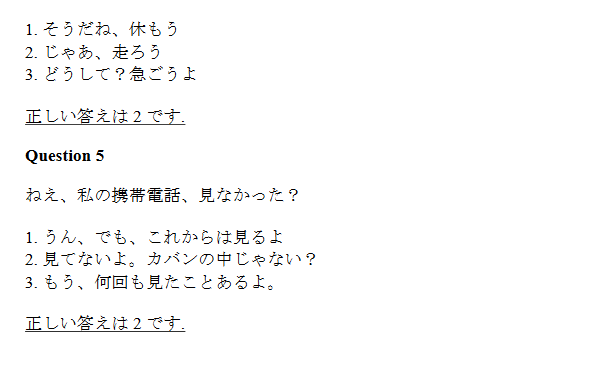 1. そうだね、休もう
2. じゃあ、走ろう
3. どうして？急ごうよ
正しい答えは 2 です.
Question 5
ねえ、私の携帯電話、見なかった？
1. うん、でも、これからは見るよ
2. 見てないよ。カバンの中じゃない？
3. もう、何回も見たことあるよ。
正しい答えは 2 です.